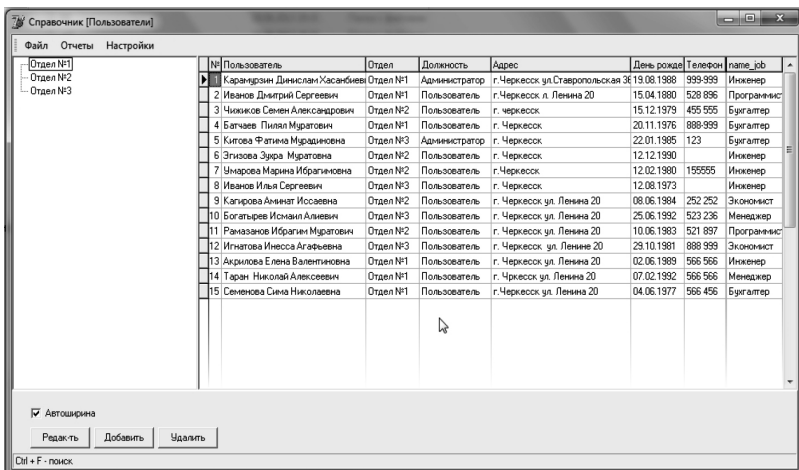 Справочник [Пользователи]
Файл Отчеты Настройки
Отдел №1
Отдел №2
Отдел №3
№ Пользователь Отдел Должность Адрес День рожде Телефон name_job
1 Карамурзин Динислам Хасанбиев Отдел №1 Администратор г.Черкесск ул.Ставропольская 36 19.08.1988 999-999 Инженер
2 Иванов Дмитрий Сергеевич Отдел №1 Пользователь г.Черкесск л. Ленина 20 15.04.1880 528 896 Программис
3 Чижиков Семен Александрович Отдел №2 Пользователь г. черкесск 15.12.1979 455 555 Бухгалтер
4 Батчаев Пилял Муратович Отдел №1 Пользователь г. Черкесск 20.11.1976 888-999 Бухгалтер
5 Китова Фатима Мурадиновна Отдел №3 Администратор г. Черкесск 22.01.1985 123 Бухгалтер
6 Эгизова Зухра Муратовна Отдел №2 Пользователь г. Черкесск 12.12.1990 Инженер
7 Умарова Марина Ибрагимовна Отдел №2 Пользователь г. Черкесск 12.02.1980 155555 Инженер
8 Иванов Илья Сергеевич Отдел №3 Пользователь г. Черкесск 12.08.1973 Инженер
9 Кагирова Аминат Иссаевна Отдел №2 Пользователь г. Черкесск ул. Ленина 20 08.06.1984 252 252 Экономист
10 Богатырев Исмаил Алиевич Отдел №3 Пользователь г. Черкесск ул. Ленина 20 25.06.1992 523 236 Менеджер
11 Рамазанов Ибрагим Муратович Отдел №2 Пользователь г. Черкесск ул. Ленина 20 10.06.1983 521 897 Программис
12 Игнатова Инесса Агафьевна Отдел №3 Пользователь г. Черкесск ул. Ленине 20 29.10.1981 888 999 Экономист
13 Акрилова Елена Валентиновна Отдел №1 Пользователь г. Черкесск ул. Ленина 20 02.06.1989 566 566 Инженер
14 Таран Николай Алексеевич Отдел №1 Пользователь г. Чркесск ул. Ленина 20 07.02.1992 566 566 Менеджер
15 Семенова Сима Николаевна Отдел №1 Пользователь г.Черкесск ул. Ленина 20 04.06.1977 566 456 Бухгалтер
Автоширина
Редак-ть Добавить Удалить
Ctrl + F - поиск